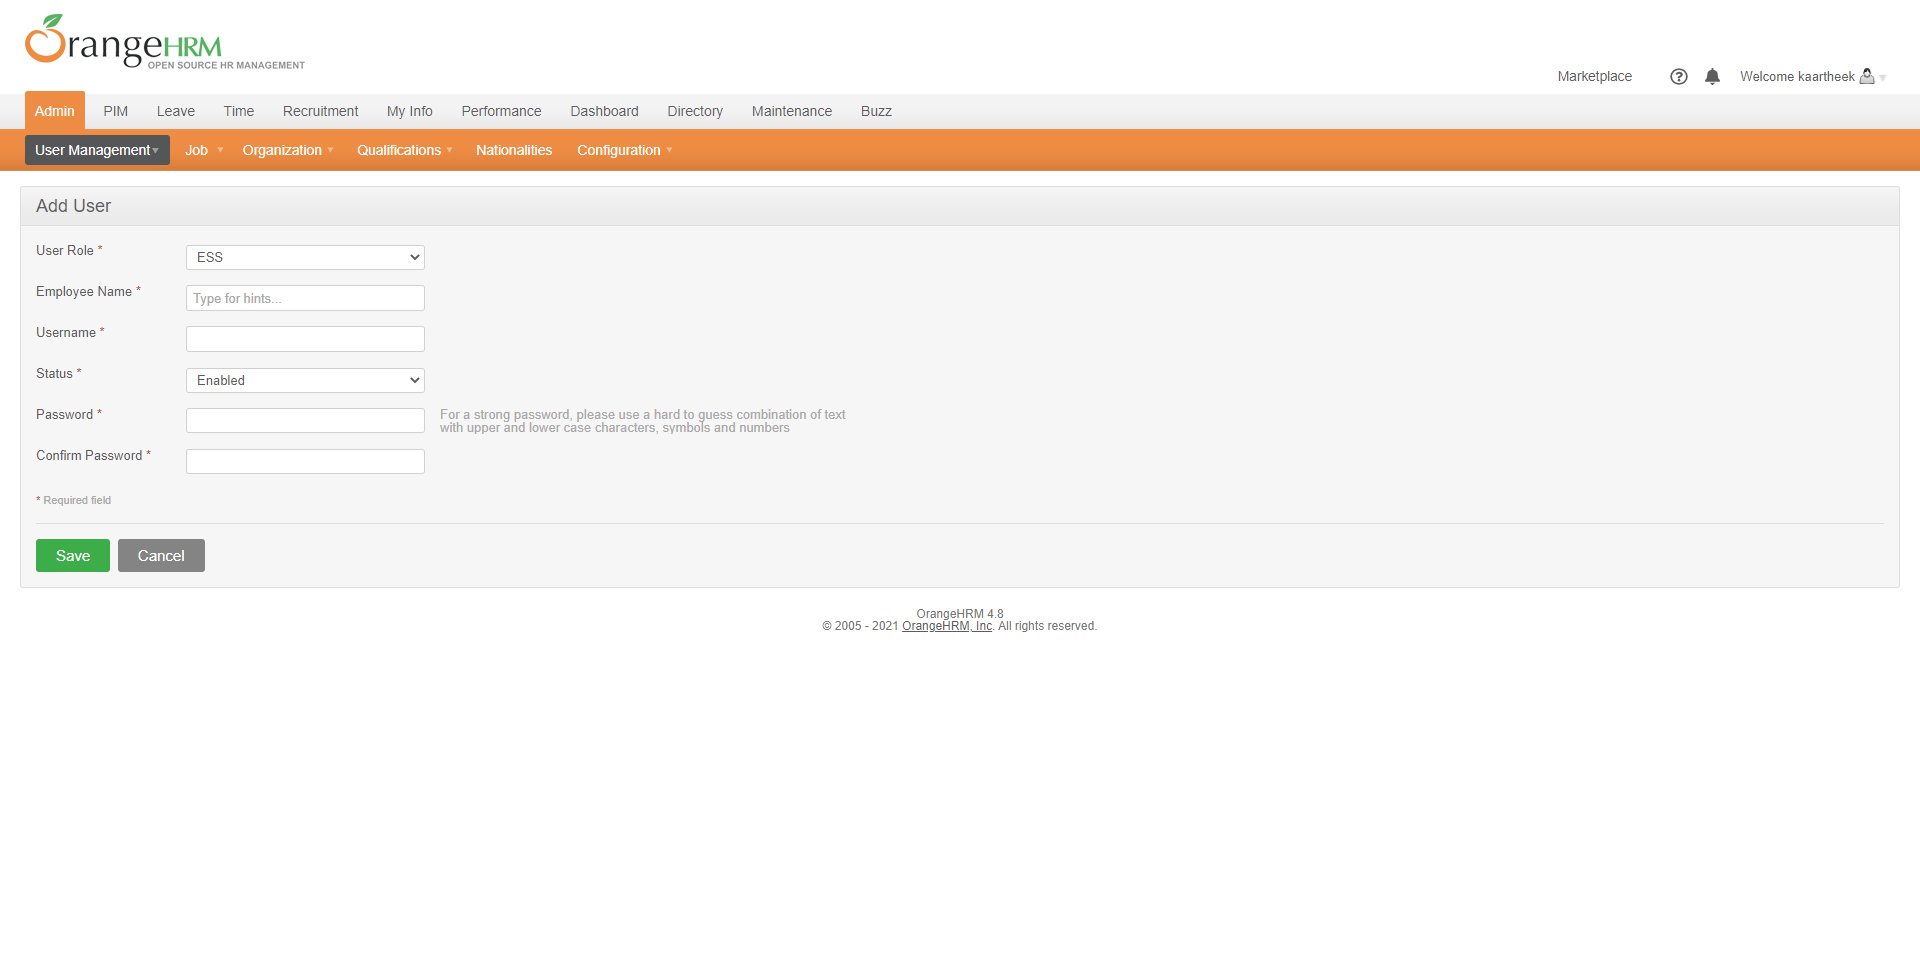 OrangeHRM
OPEN SOURCE HR MANAGEMENT
Marketplace ? Welcome kaartheek
Admin PIM Leave Time Recruitment My Info Performance Dashboard Directory Maintenance Buzz
User Management Job Organization Qualifications Nationalities Configuration
Add User
User Role * ESS
Employee Name * Type for hints...
Username *
Status * Enabled
Password * For a strong password, please use a hard to guess combination of text
with upper and lower case characters, symbols and numbers
Confirm Password *
* Required field
Save Cancel
OrangeHRM 4.8
© 2005 - 2021 OrangeHRM, Inc. All rights reserved.